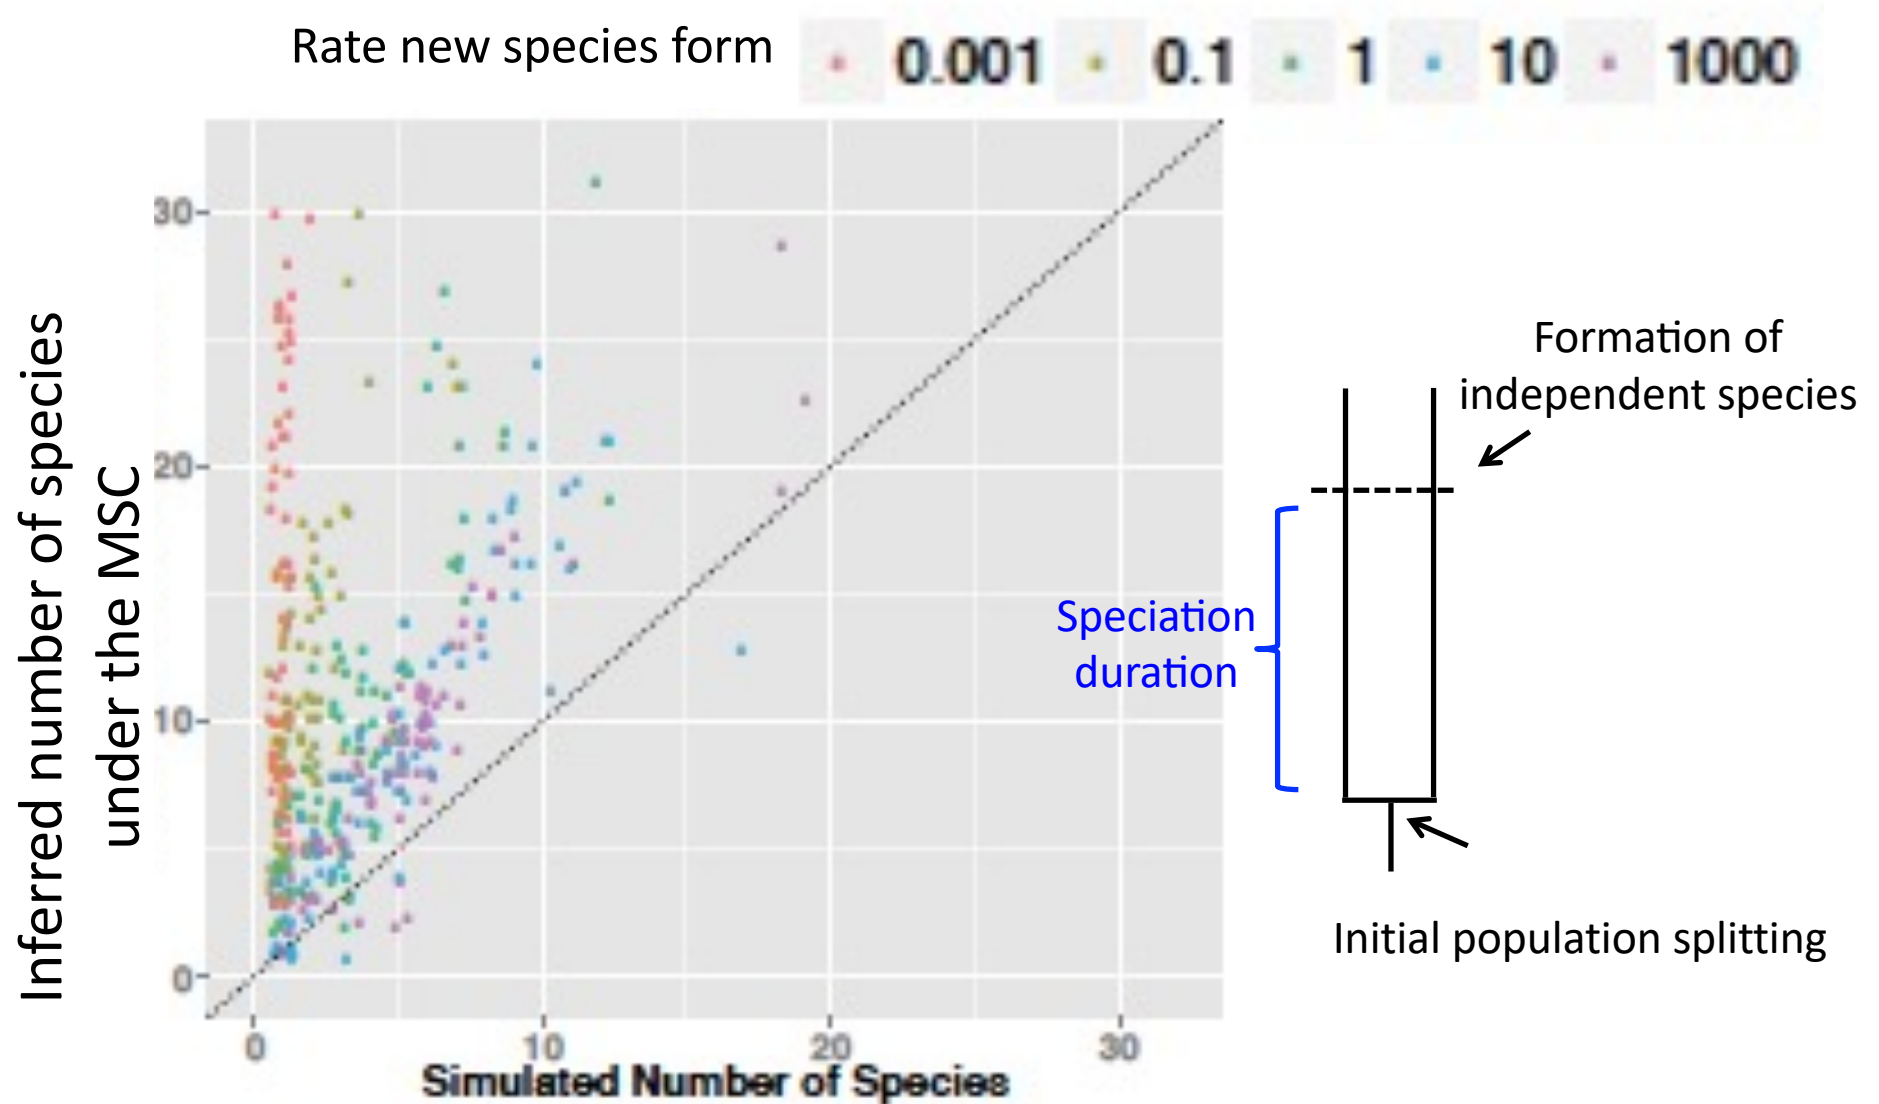 Rate new species form 0.001 0.1 1 10 1000
Inferred number of species
under the MSC
30
20
10
0
0 10 20 30
Simulated Number of Species
Formation of
independent species
Speciation
duration
Initial population splitting